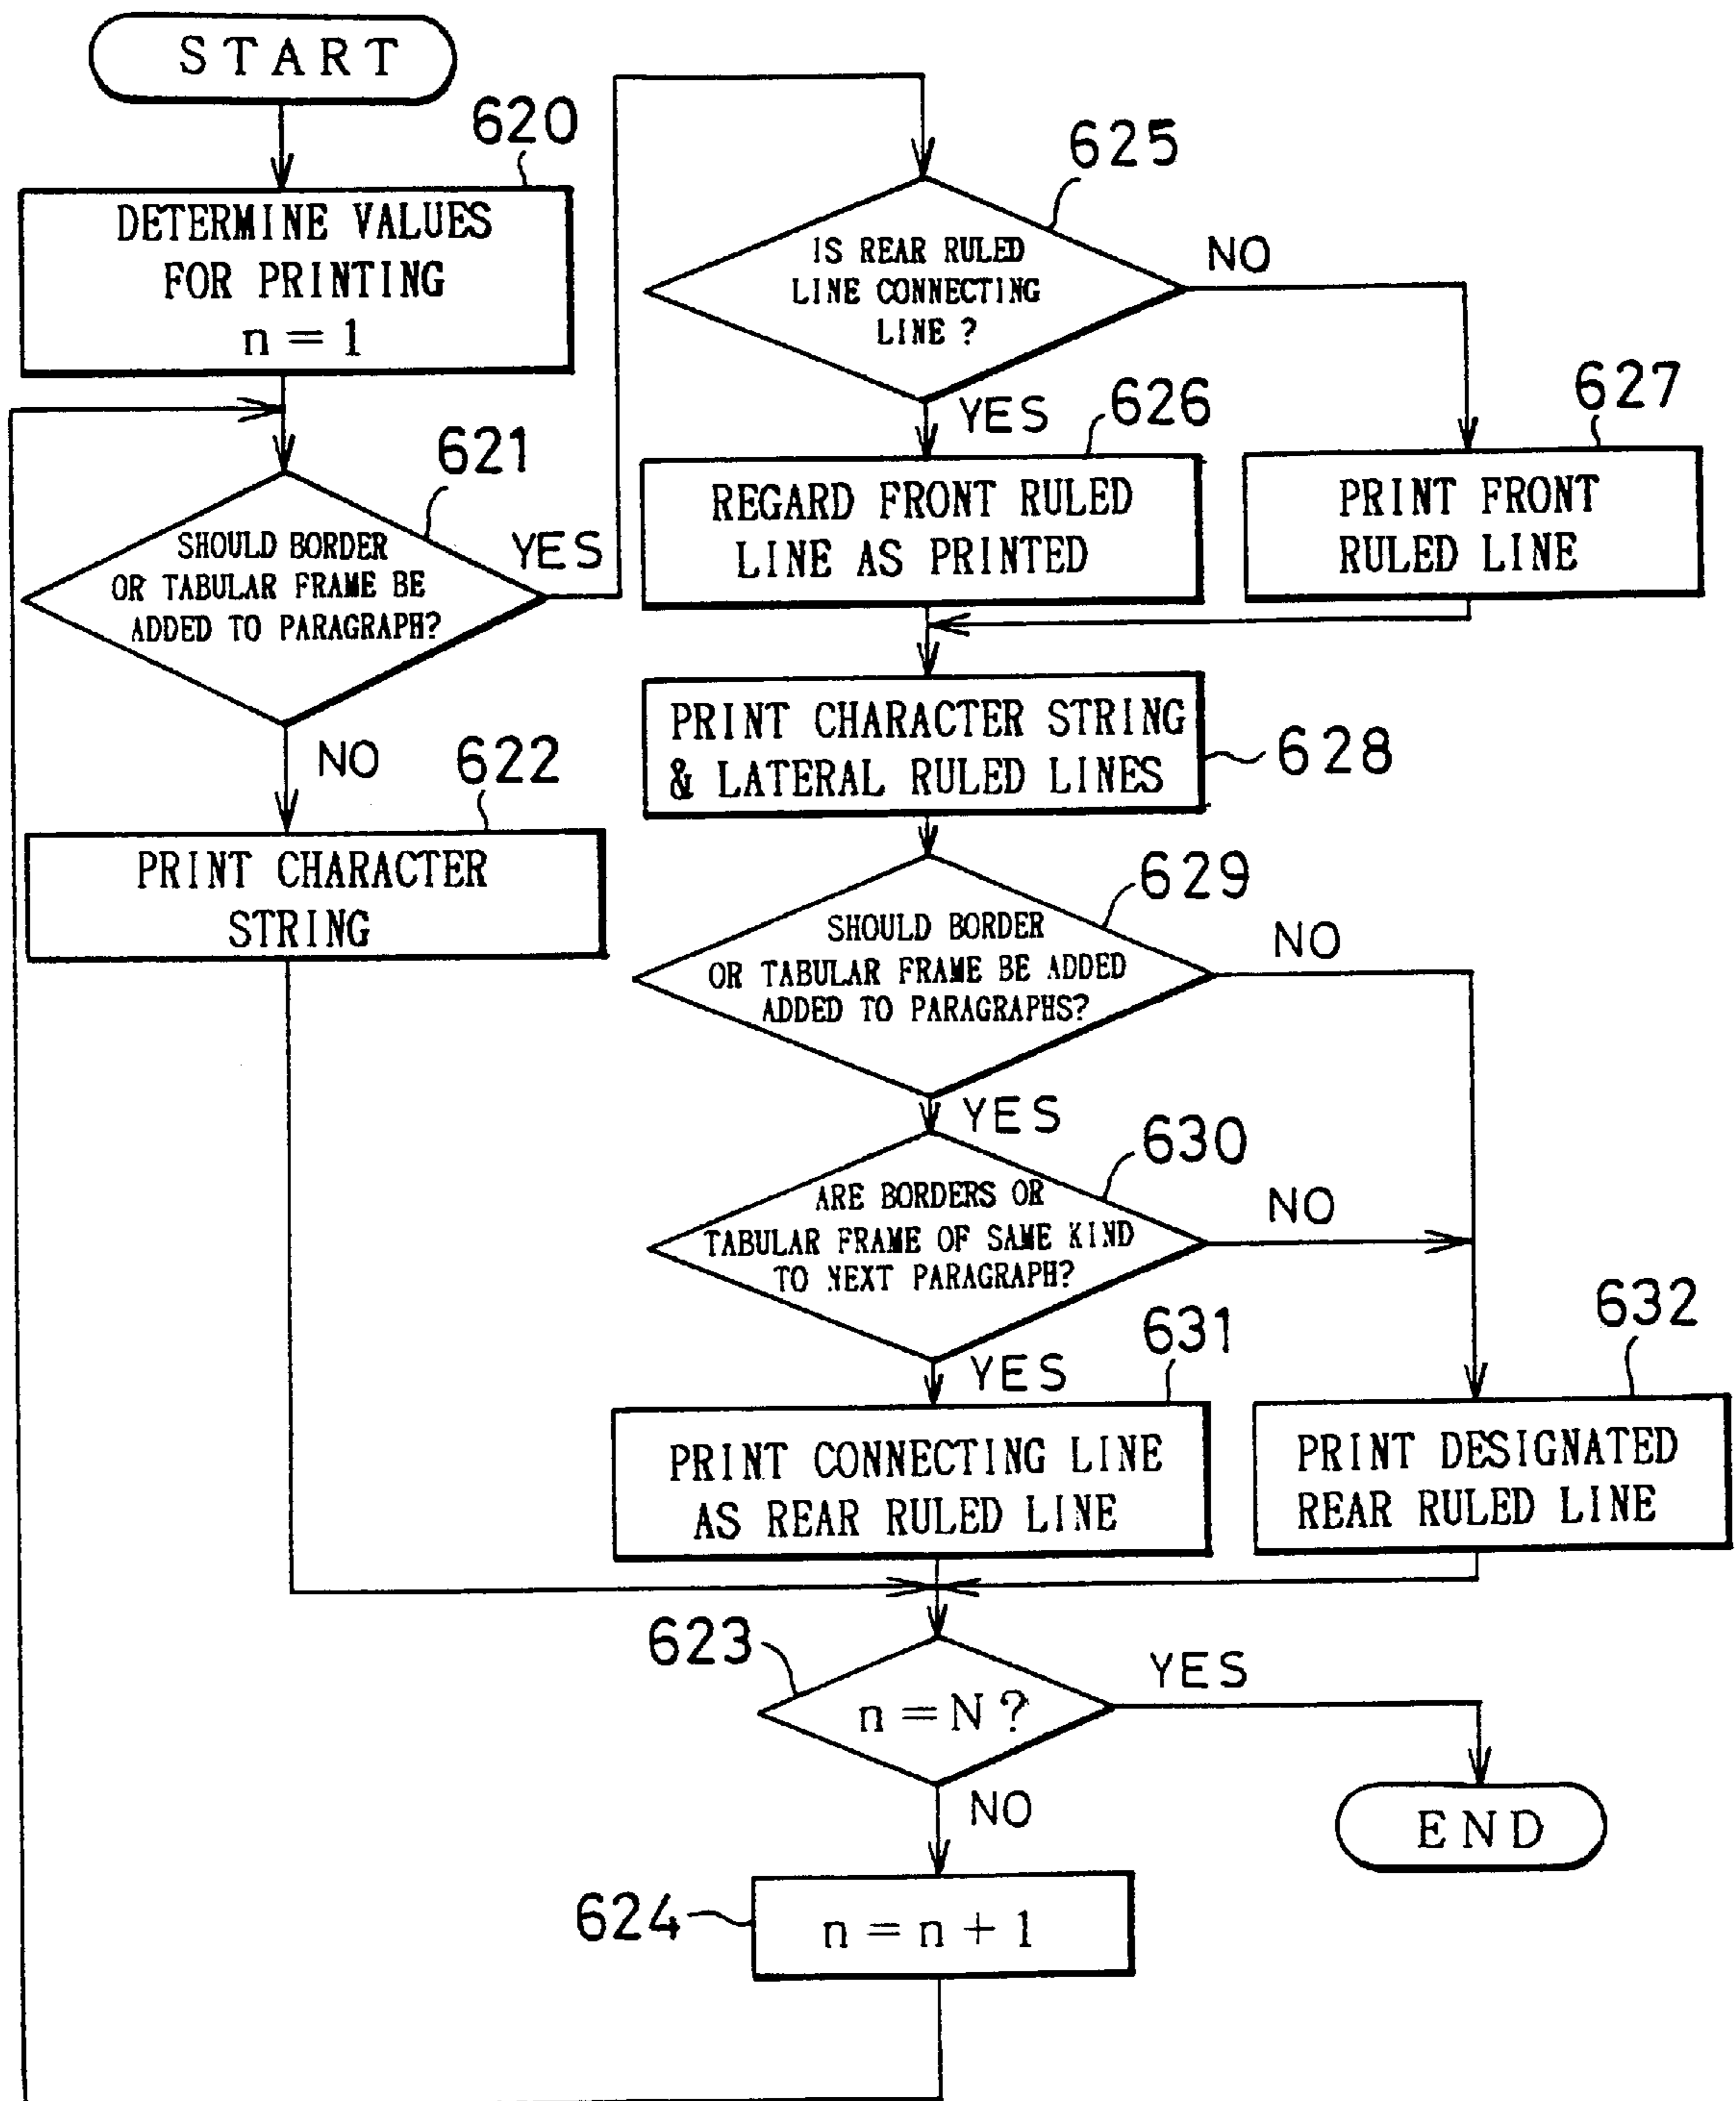 START
620
DETERMINE VALUES
FOR PRINTING
n = 1
621
SHOULD BORDER
OR TABULAR FRAME BE
ADDED TO PARAGRAPH?
YES
NO
622
PRINT CHARACTER
STRING
625
IS REAR RULED
LINE CONNECTING
LINE ?
NO
YES
626
REGARD FRONT RULED
LINE AS PRINTED
627
PRINT FRONT
RULED LINE
PRINT CHARACTER STRING
& LATERAL RULED LINES
628
629
SHOULD BORDER
OR TABULAR FRAME BE ADDED
ADDED TO PARAGRAPHS?
NO
YES
630
ARE BORDERS OR
TABULAR FRAME OF SAME KIND
TO NEXT PARAGRAPH?
NO
YES
631
PRINT CONNECTING LINE
AS REAR RULED LINE
632
PRINT DESIGNATED
REAR RULED LINE
623
n = N ?
YES
NO
END
624
n = n + 1